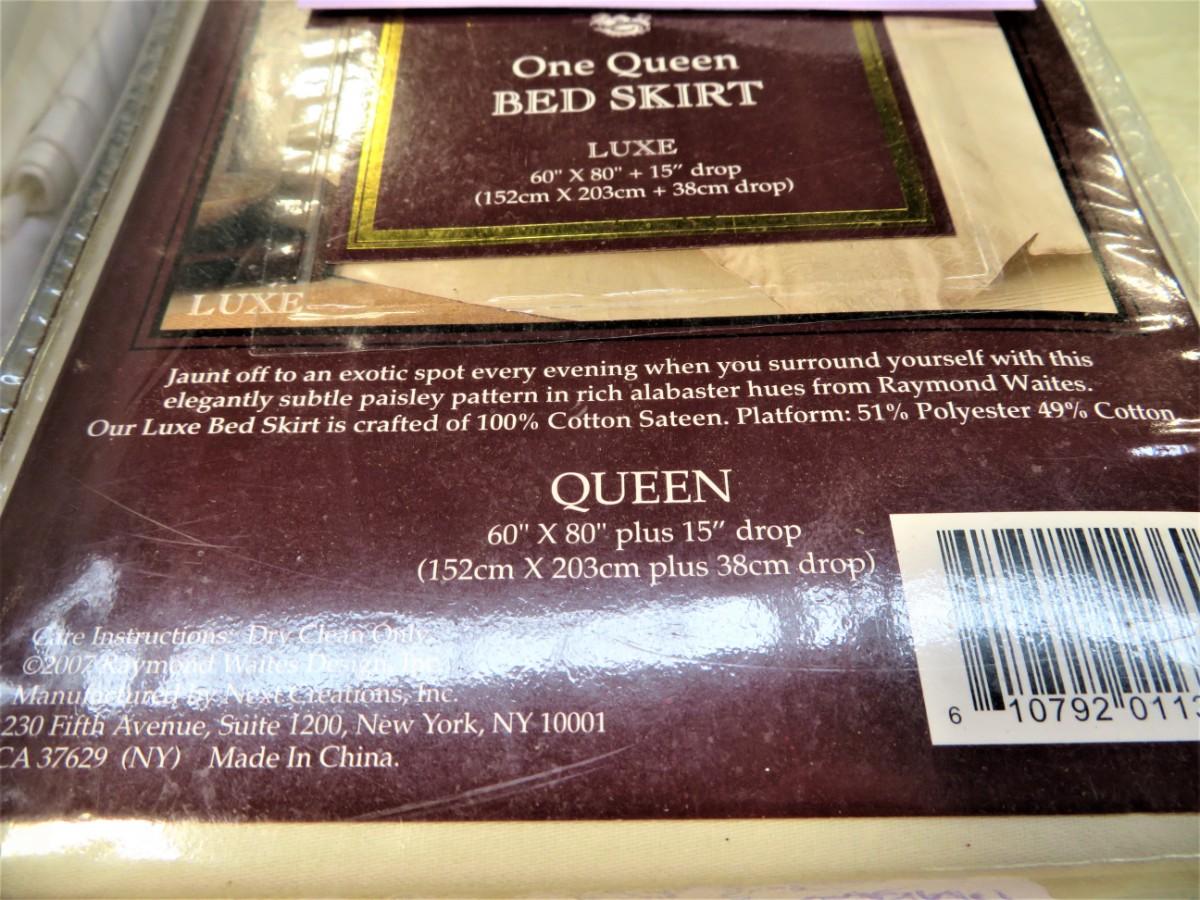 One Queen
BED SKIRT
LUXE
60" X 80" + 15" drop
(152cm X 203cm + 38cm drop)
LUXE
Jaunt off to an exotic spot every evening when you surround yourself with this
elegantly subtle paisley pattern in rich alabaster hues from Raymond Waites.
Our Luxe Bed Skirt is crafted of 100% Cotton Sateen. Platform: 51% Polyester 49% Cotton
QUEEN
60" X 80" plus 15" drop
(152cm X 203cm plus 38cm drop)
Care Instructions: Dry Clean Only.
©2007 Raymond Waites Design, Inc.
Manufactured by Next Creations, Inc.
230 Fifth Avenue, Suite 1200, New York, NY 10001
CA 37629 (NY) Made In China.
6 10792 0113